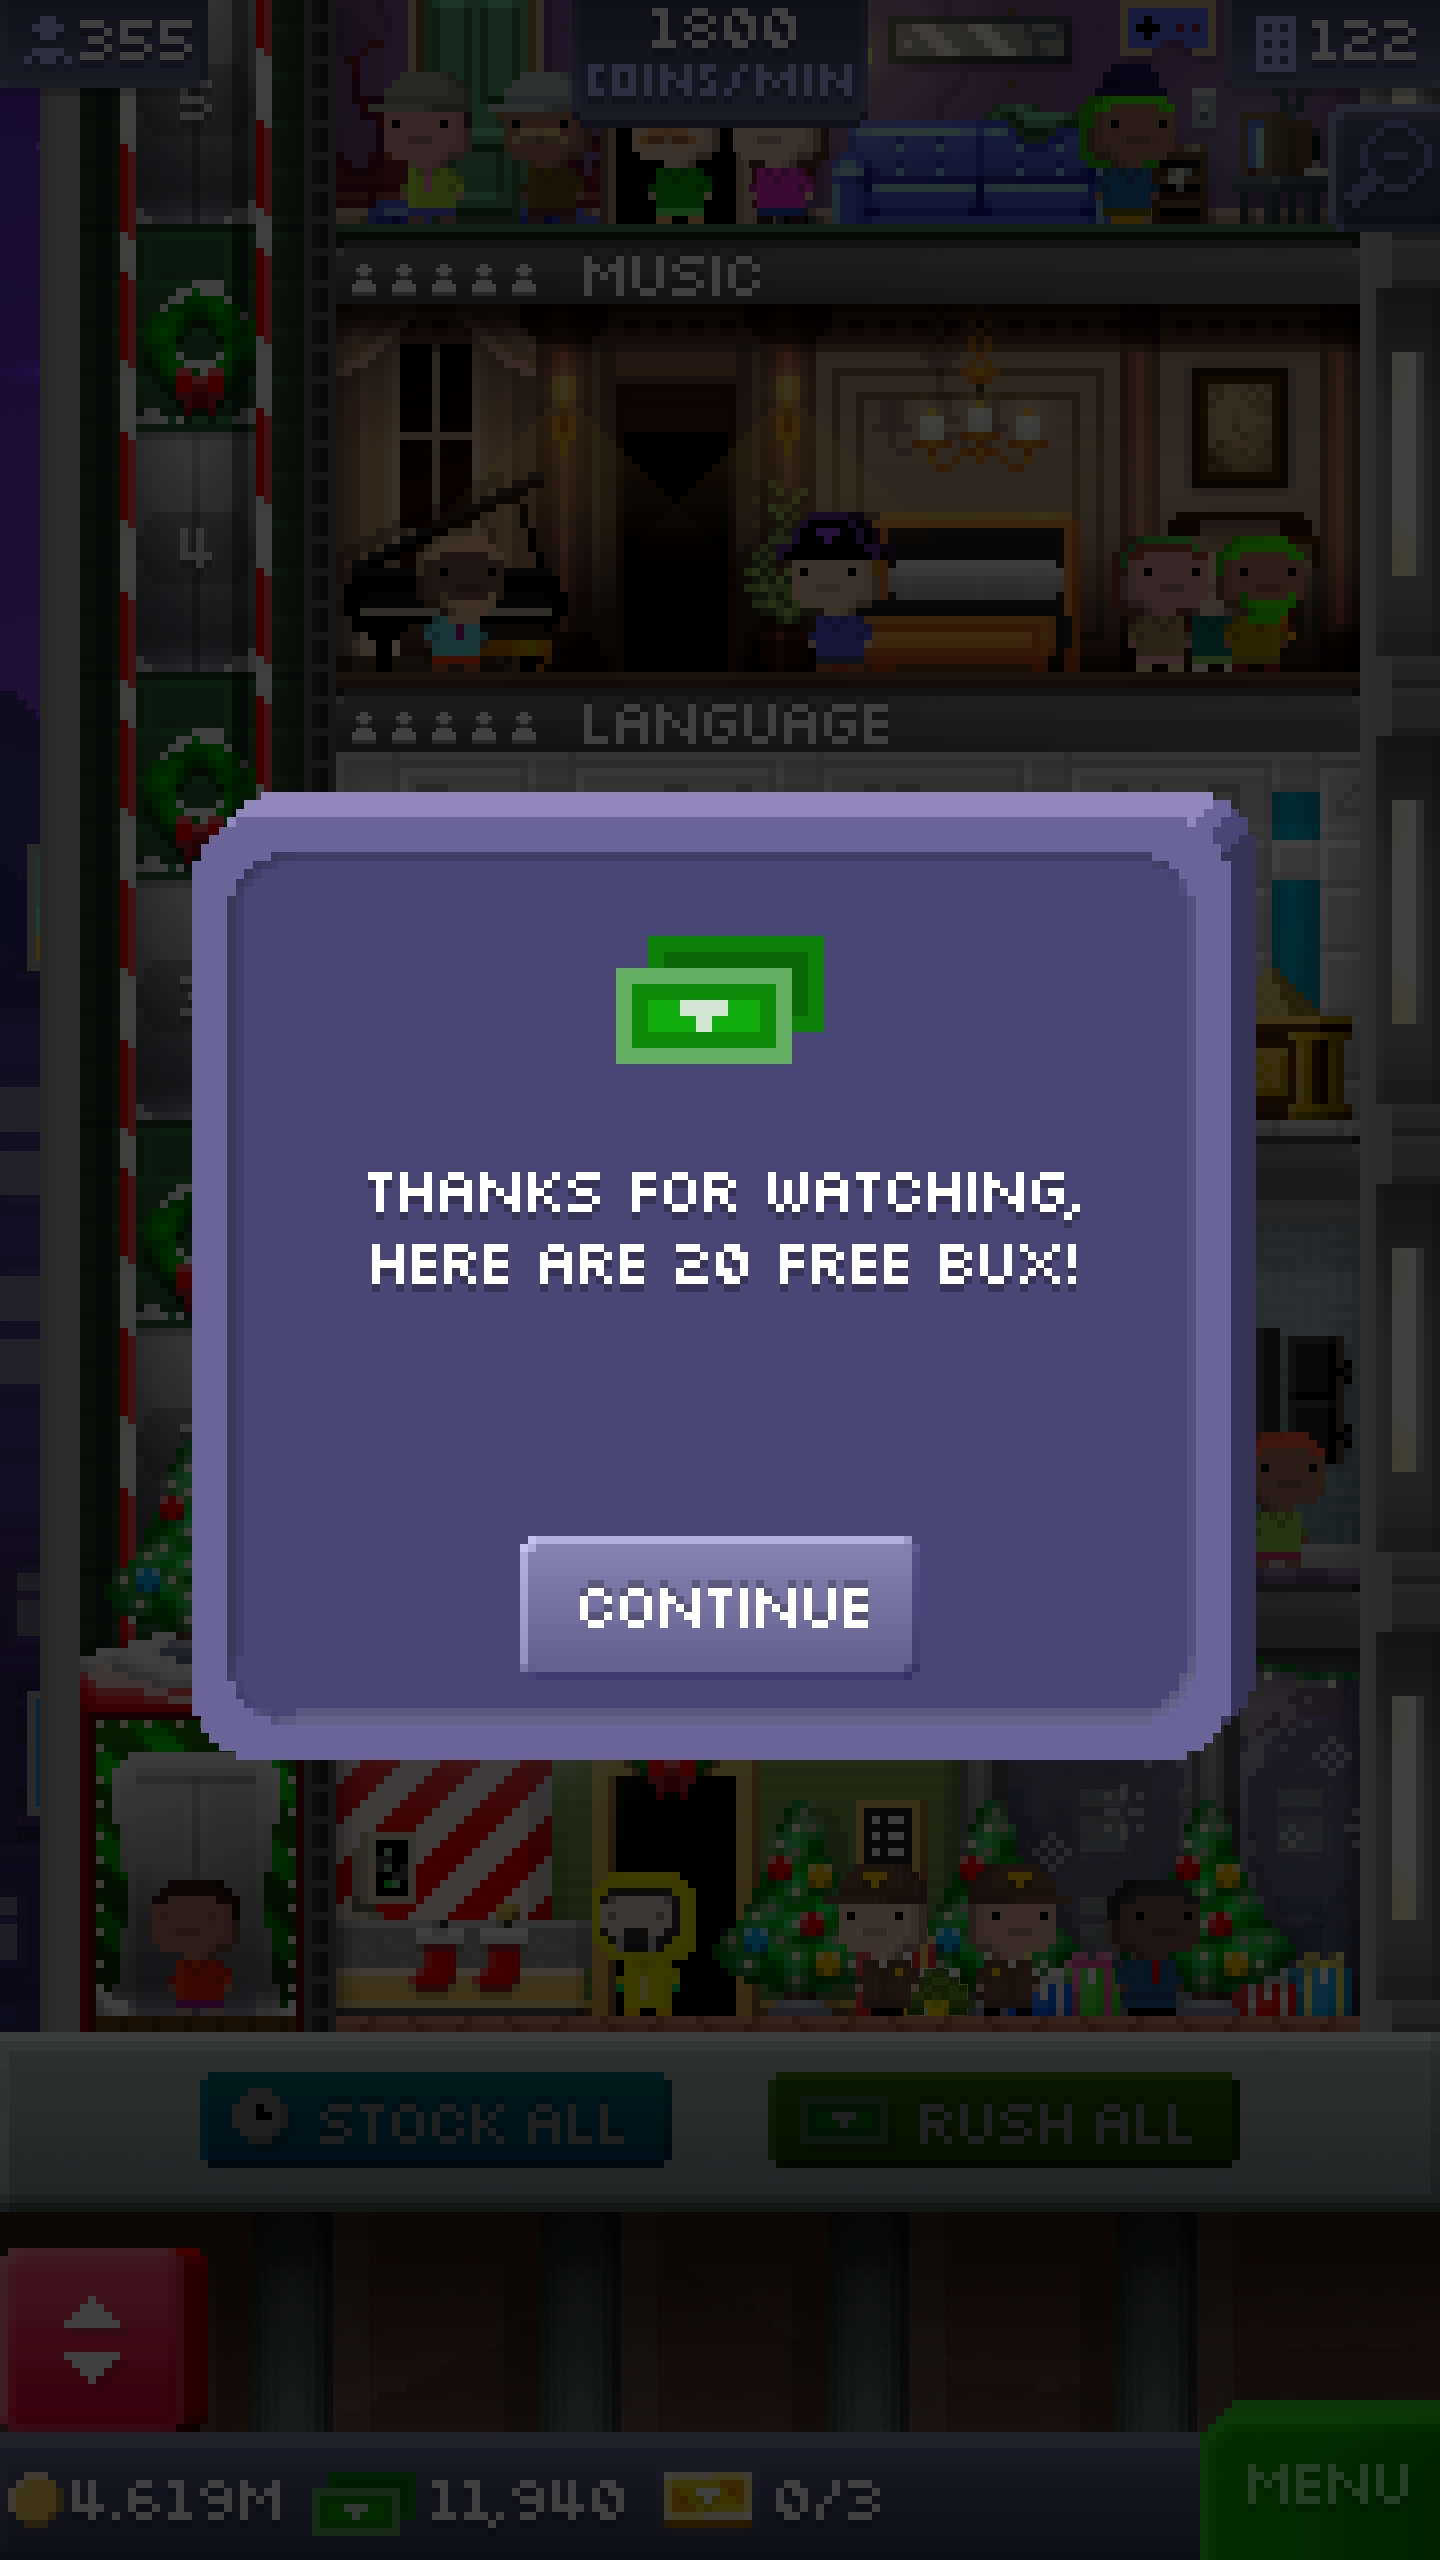 355
1800
COINS/MIN
122
5
MUSIC
4
LANGUAGE
THANKS FOR WATCHING,
HERE ARE 20 FREE BUX!
CONTINUE
STOCK ALL
RUSH ALL
4.619M
11,940
0/3
MENU